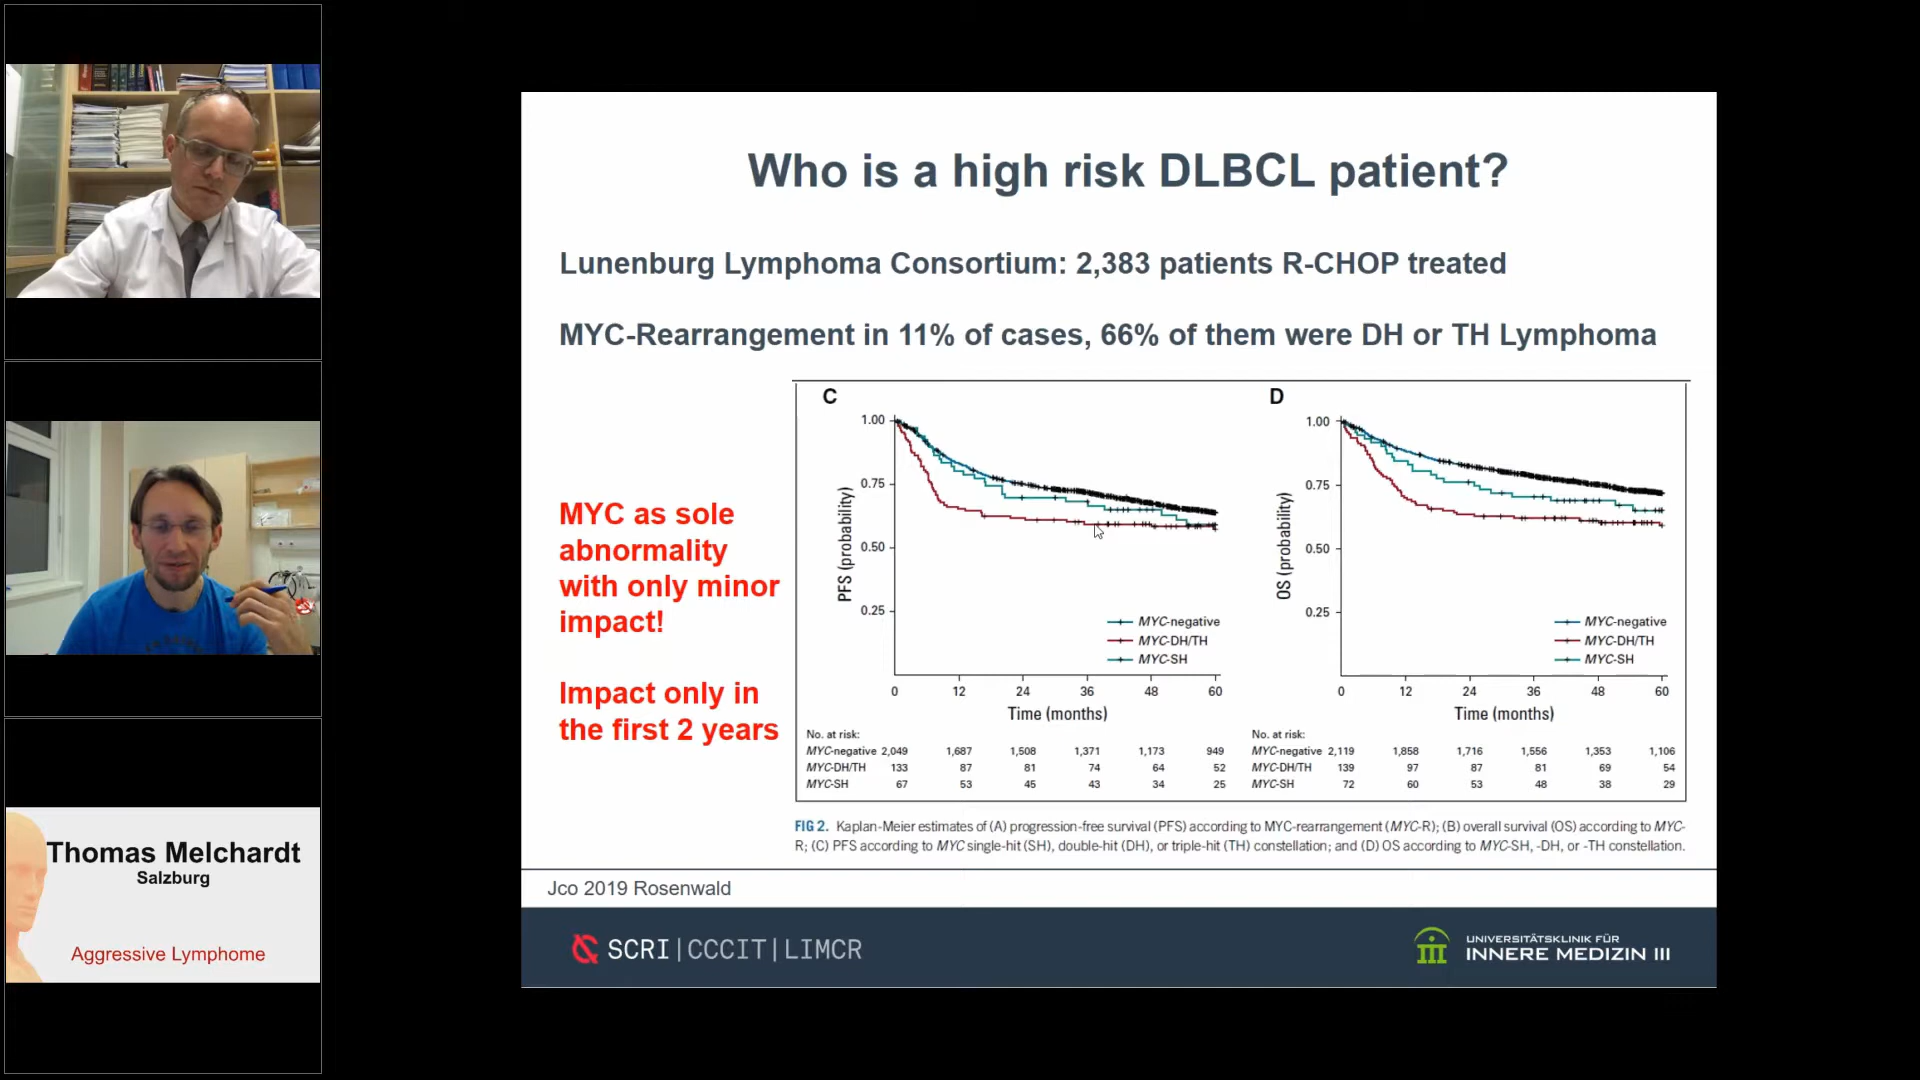 Who is a high risk DLBCL patient?
Lunenburg Lymphoma Consortium: 2,383 patients R-CHOP treated
MYC-Rearrangement in 11% of cases, 66% of them were DH or TH Lymphoma
MYC as sole
abnormality
with only minor
impact!
Impact only in
the first 2 years
C
1.00
0.75
0.50
0.25
PFS (probability)
MYC-negative
MYC-DH/TH
MYC-SH
0 12 24 36 48 60
Time (months)
No. at risk:
MYC-negative 2,049 1,687 1,508 1,371 1,173 949
MYC-DH/TH 133 87 81 74 64 52
MYC-SH 67 53 45 43 34 25
D
1.00
0.75
0.50
0.25
OS (probability)
MYC-negative
MYC-DH/TH
MYC-SH
0 12 24 36 48 60
Time (months)
No. at risk:
MYC-negative 2,119 1,858 1,716 1,556 1,353 1,106
MYC-DH/TH 139 97 87 81 69 54
MYC-SH 72 60 53 48 38 29
FIG 2. Kaplan-Meier estimates of (A) progression-free survival (PFS) according to MYC-rearrangement (MYC-R); (B) overall survival (OS) according to MYC-
R; (C) PFS according to MYC single-hit (SH), double-hit (DH), or triple-hit (TH) constellation; and (D) OS according to MYC-SH, -DH, or -TH constellation.
Jco 2019 Rosenwald
SCRI|CCCIT|LIMCR
UNIVERSITÄTSKLINIK FÜR
INNERE MEDIZIN III
Thomas Melchardt
Salzburg
Aggressive Lymphome